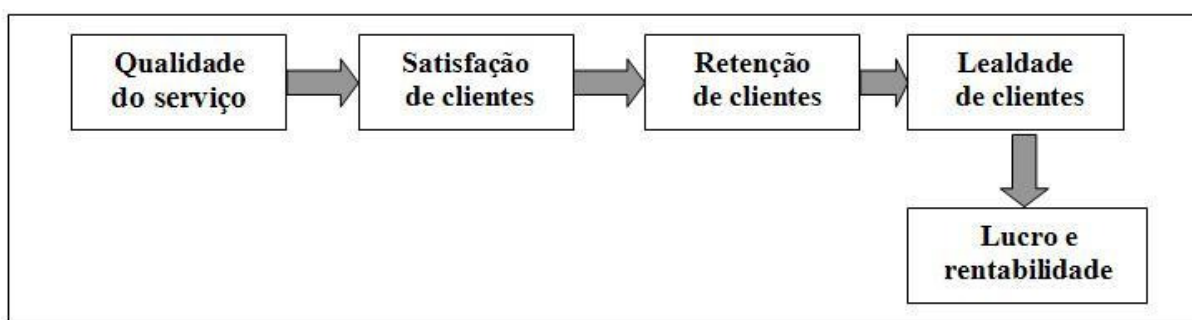 Qualidade
do serviço
Satisfação
de clientes
Retenção
de clientes
Lealdade
de clientes
Lucro e
rentabilidade